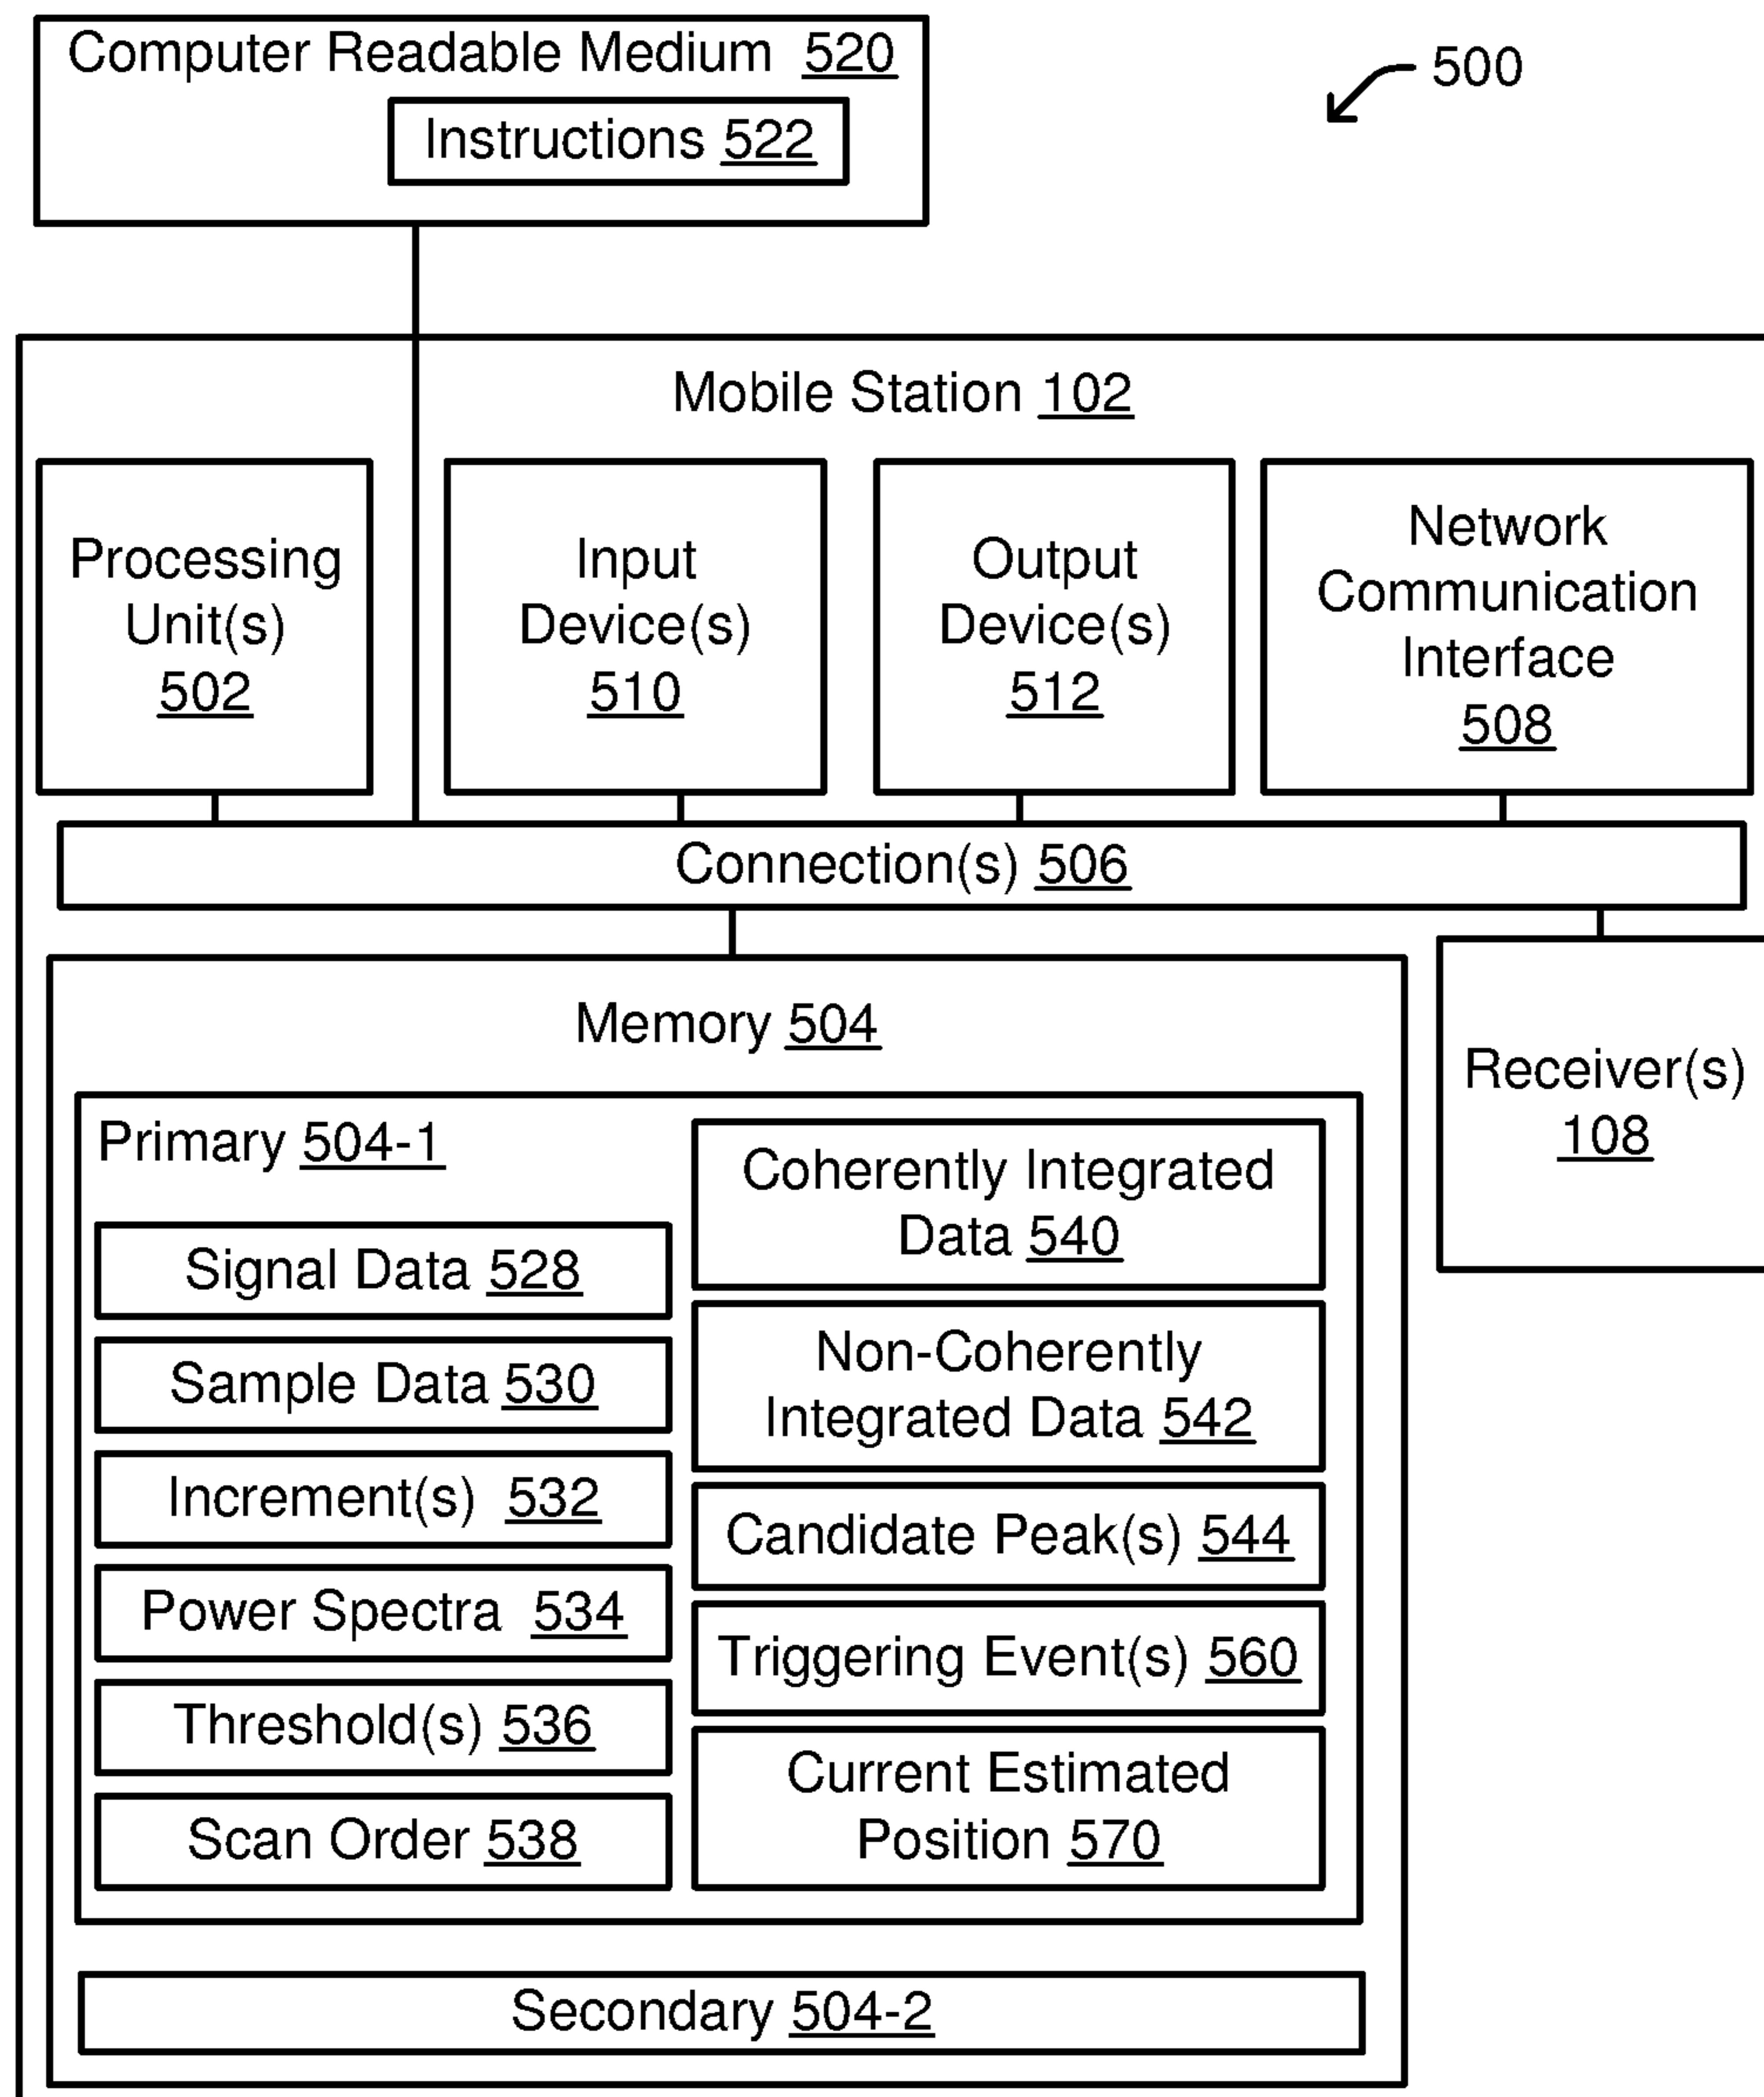 Computer Readable Medium 520
Instructions 522
500
Mobile Station 102
Processing
Unit(s)
502
Input
Device(s)
510
Output
Device(s)
512
Network
Communication
Interface
508
Connection(s) 506
Memory 504
Receiver(s)
108
Primary 504-1
Signal Data 528
Sample Data 530
Increment(s) 532
Power Spectra 534
Threshold(s) 536
Scan Order 538
Coherently Integrated
Data 540
Non-Coherently
Integrated Data 542
Candidate Peak(s) 544
Triggering Event(s) 560
Current Estimated
Position 570
Secondary 504-2